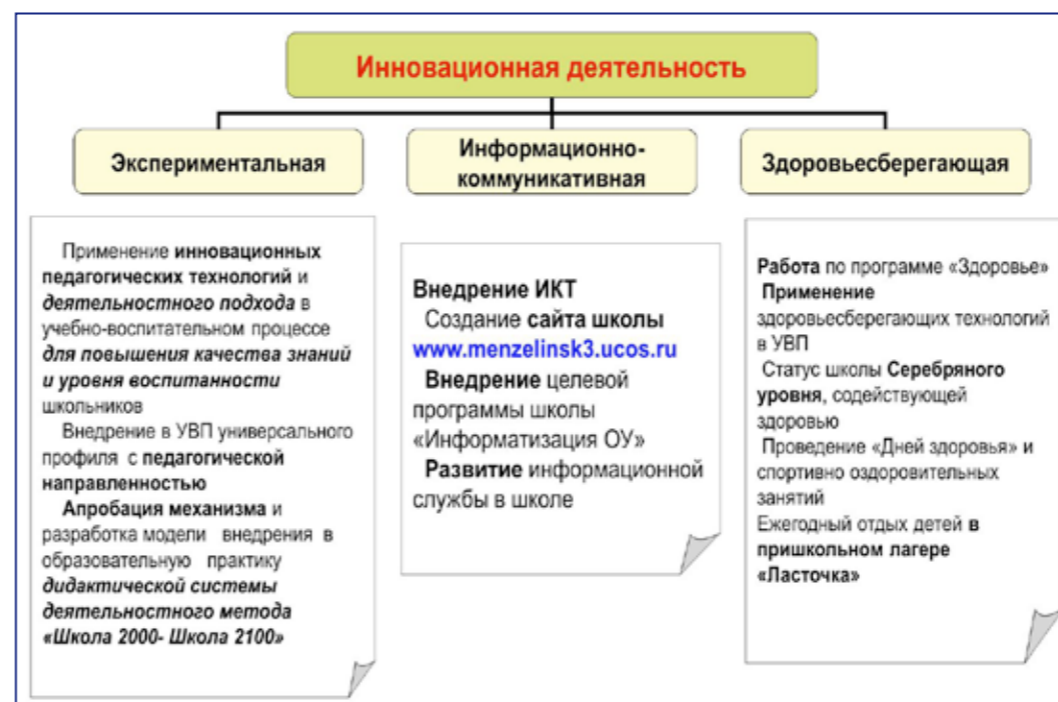 Инновационная деятельность
Экспериментальная
Информационно-
коммуникативная
Здоровьесберегающая
Применение инновационных
педагогических технологий и
деятельностного подхода в
учебно-воспитательном процессе
для повышения качества знаний
и уровня воспитанности
школьников
Внедрение в УВП универсального
профиля с педагогической
направленностью
Апробация механизма и
разработка модели внедрения в
образовательную практику
дидактической системы
деятельностного метода
«Школа 2000- Школа 2100»
Внедрение ИКТ
Создание сайта школы
www.menzelinsk3.ucos.ru
Внедрение целевой
программы школы
«Информатизация ОУ»
Развитие информационной
службы в школе
Работа по программе «Здоровье»
Применение
здоровьесберегающих технологий
в УВП
Статус школы Серебряного
уровня, содействующей
здоровью
Проведение «Дней здоровья» и
спортивно оздоровительных
занятий
Ежегодный отдых детей в
пришкольном лагере
«Ласточка»